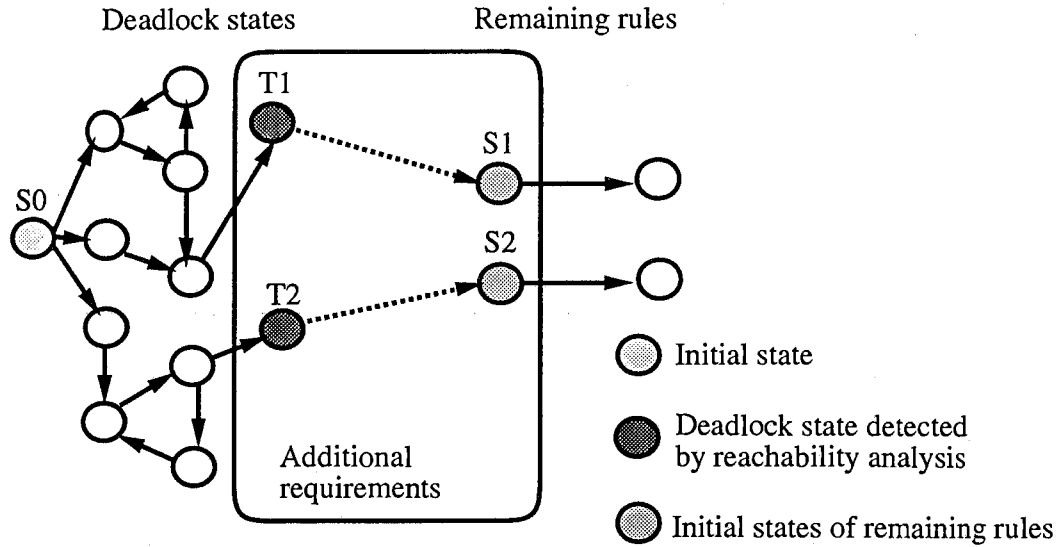 Deadlock states
Remaining rules
T1
S1
S0
S2
T2
Initial state
Deadlock state detected
by reachability analysis
Additional
requirements
Initial states of remaining rules